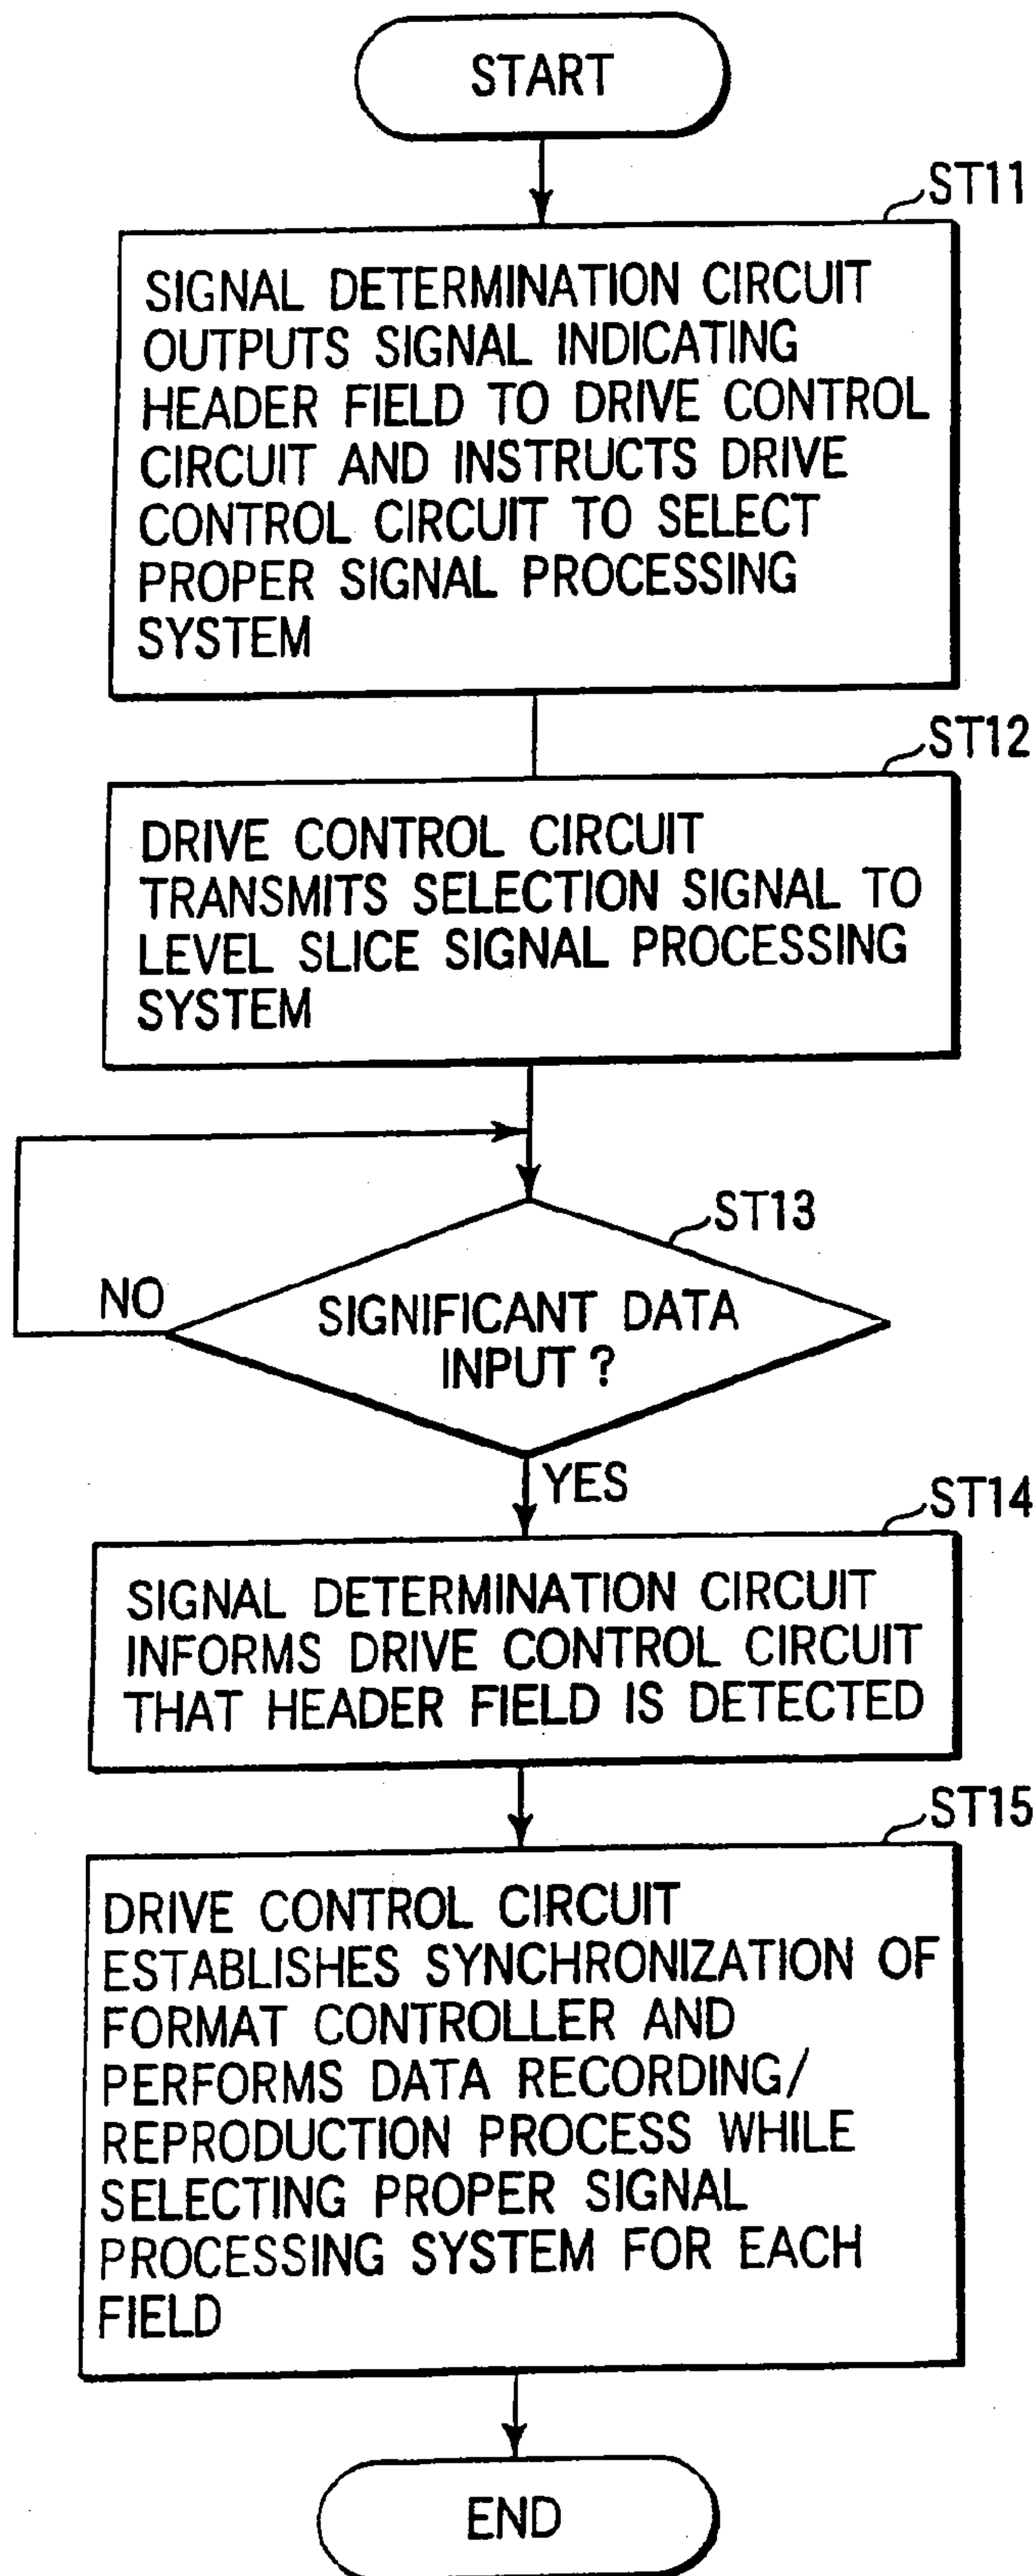 START
ST11
SIGNAL DETERMINATION CIRCUIT
OUTPUTS SIGNAL INDICATING
HEADER FIELD TO DRIVE CONTROL
CIRCUIT AND INSTRUCTS DRIVE
CONTROL CIRCUIT TO SELECT
PROPER SIGNAL PROCESSING
SYSTEM
ST12
DRIVE CONTROL CIRCUIT
TRANSMITS SELECTION SIGNAL TO
LEVEL SLICE SIGNAL PROCESSING
SYSTEM
ST13
NO
SIGNIFICANT DATA
INPUT ?
YES
ST14
SIGNAL DETERMINATION CIRCUIT
INFORMS DRIVE CONTROL CIRCUIT
THAT HEADER FIELD IS DETECTED
ST15
DRIVE CONTROL CIRCUIT
ESTABLISHES SYNCHRONIZATION OF
FORMAT CONTROLLER AND
PERFORMS DATA RECORDING/
REPRODUCTION PROCESS WHILE
SELECTING PROPER SIGNAL
PROCESSING SYSTEM FOR EACH
FIELD
END